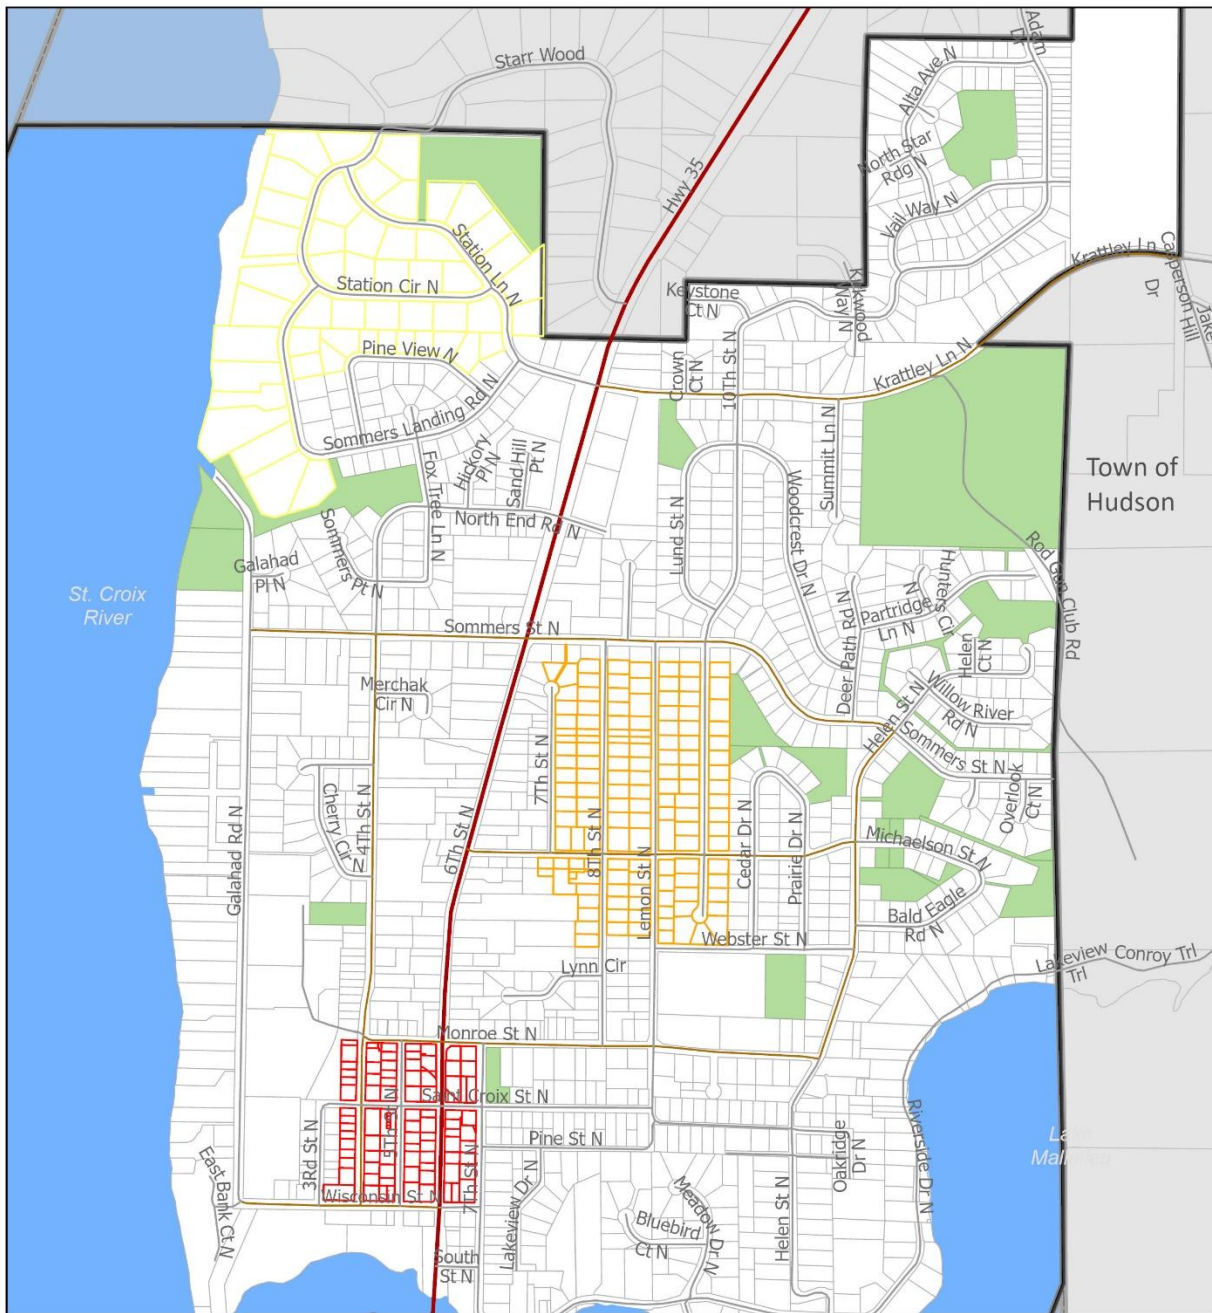 Adam
Dr
Starr Wood
Alta Ave N
North Star
Rdg N
Hwy 35
Vail Way N
Station Ln N
Krattley Ln
Casperson Hill
Dr
Jake
Station Cir N
Keystone
Ct N
Kirkwood
Way N
Pine View N
Crown
Ct N
10Th St N
Krattley Ln N
Sommers Landing Rd N
Fox Tree Ln N
Hickory
Pl N
Sand Hill
Pt N
Summit Ln N
Town of
Hudson
Woodcrest Dr N
North End Rd N
Lund St N
Sommers
Pt N
Galahad
Pl N
Rod Gun Club Rd
Hunters Cir
N
Partridge
Ln N
Deer Path Rd N
St. Croix
River
Sommers St N
Helen
Ct N
Merchak
Cir N
Willow River
Rd N
Helen St N
Sommers St N
7Th St N
Overlook
Ct N
Cherry Cir N
4Th St N
6Th St N
8Th St N
Lemon St N
Cedar Dr N
Prairie Dr N
Michaelson St N
Galahad Rd N
Bald Eagle
Rd N
Webster St N
Lynn Cir
Lakeview Conroy Trl
Trl
Monroe St N
Saint Croix St N
5Th St N
3Rd St N
Pine St N
7Th St N
Wisconsin St N
East Bank Ct N
Lakeview Dr N
Oakridge
Dr N
Riverside Dr N
Helen St N
Meadow Dr N
Bluebird
Ct N
South
St N